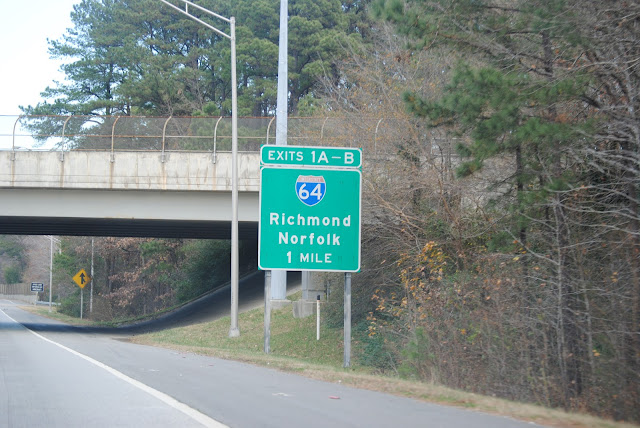 EXITS 1A-B
64
Richmond
Norfolk
1 MILE